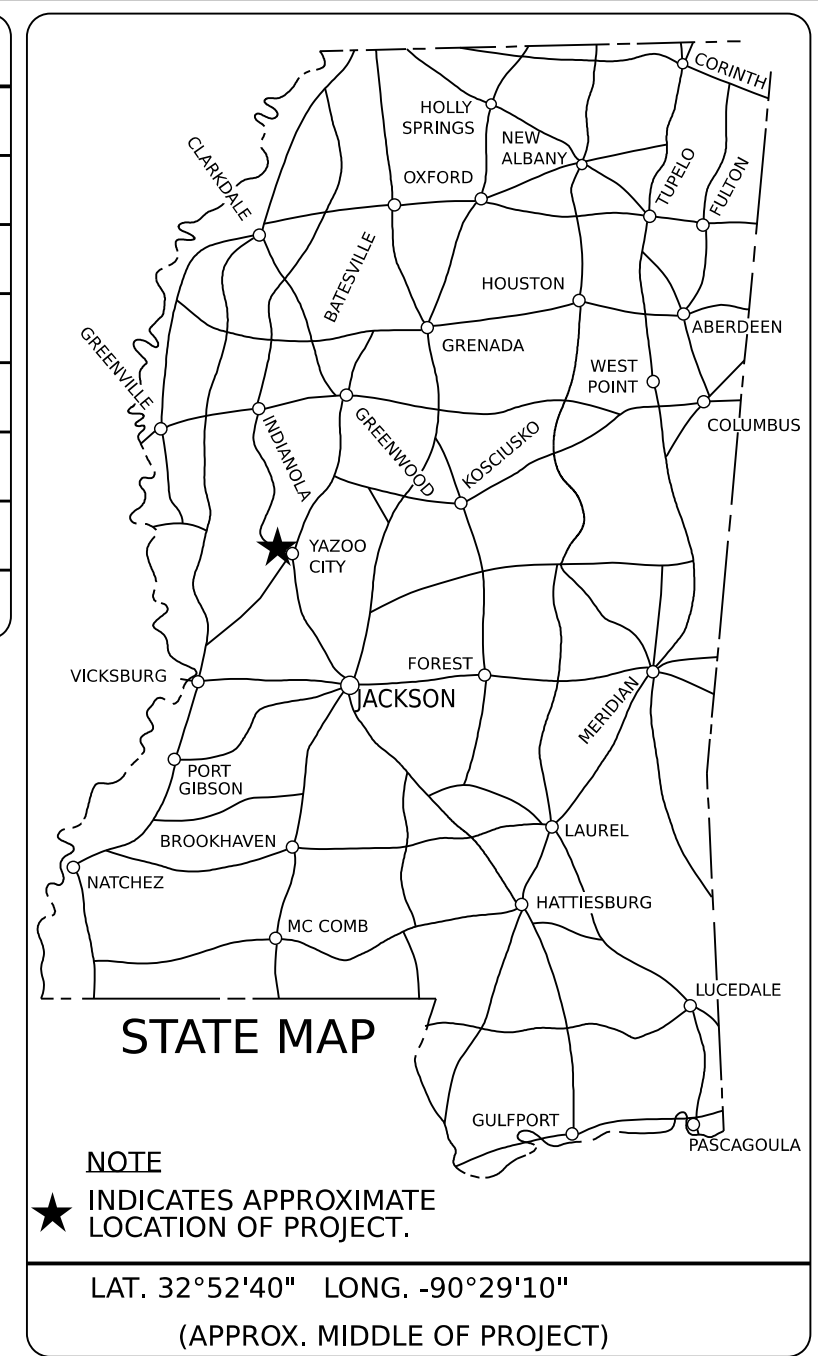 CORINTH
HOLLY
SPRINGS
NEW
ALBANY
CLARKDALE
OXFORD
TUPELO
FULTON
BATESVILLE
HOUSTON
ABERDEEN
GREENVILLE
GRENADA
WEST
POINT
COLUMBUS
INDIANOLA
GREENWOOD
KOSCIUSKO
YAZOO
CITY
VICKSBURG
FOREST
JACKSON
MERIDIAN
PORT
GIBSON
BROOKHAVEN
LAUREL
NATCHEZ
HATTIESBURG
MC COMB
LUCEDALE
STATE MAP
GULFPORT
PASCAGOULA
NOTE
INDICATES APPROXIMATE
LOCATION OF PROJECT.
LAT. 32°52'40" LONG. -90°29'10"
(APPROX. MIDDLE OF PROJECT)